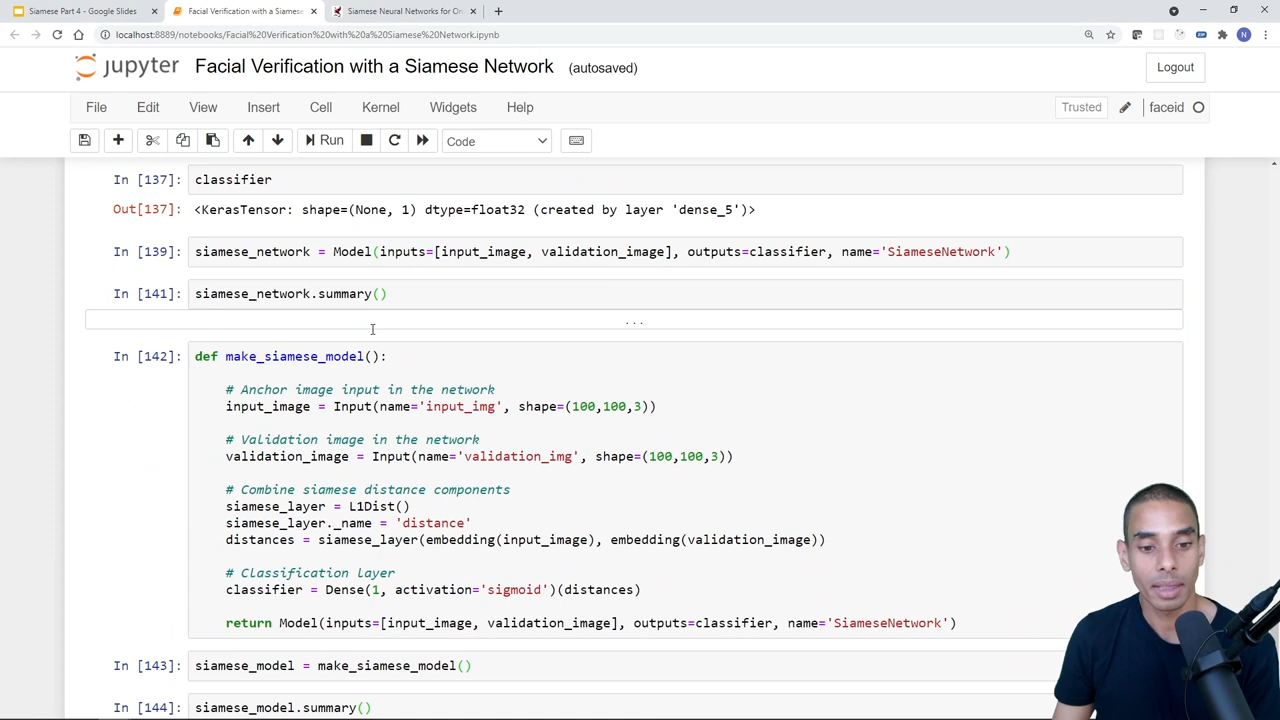 Siamese Part 4 - Google Slides
Facial Verification with a Siamese
Siamese Neural Networks for On
localhost:8889/notebooks/Facial%20Verification%20with%20a%20Siamese%20Network.ipynb
N
jupyter Facial Verification with a Siamese Network (autosaved)
Logout
File Edit View Insert Cell Kernel Widgets Help
Trusted
faceid
Run
Code
In [137]: classifier
Out[137]: <KerasTensor: shape=(None, 1) dtype=float32 (created by layer 'dense_5')>
In [139]: siamese_network = Model(inputs=[input_image, validation_image], outputs=classifier, name='SiameseNetwork')
In [141]: siamese_network.summary()
...
In [142]: def make_siamese_model():
# Anchor image input in the network
input_image = Input(name='input_img', shape=(100,100,3))
# Validation image in the network
validation_image = Input(name='validation_img', shape=(100,100,3))
# Combine siamese distance components
siamese_layer = L1Dist()
siamese_layer._name = 'distance'
distances = siamese_layer(embedding(input_image), embedding(validation_image))
# Classification layer
classifier = Dense(1, activation='sigmoid')(distances)
return Model(inputs=[input_image, validation_image], outputs=classifier, name='SiameseNetwork')
In [143]: siamese_model = make_siamese_model()
In [144]: siamese_model.summary()